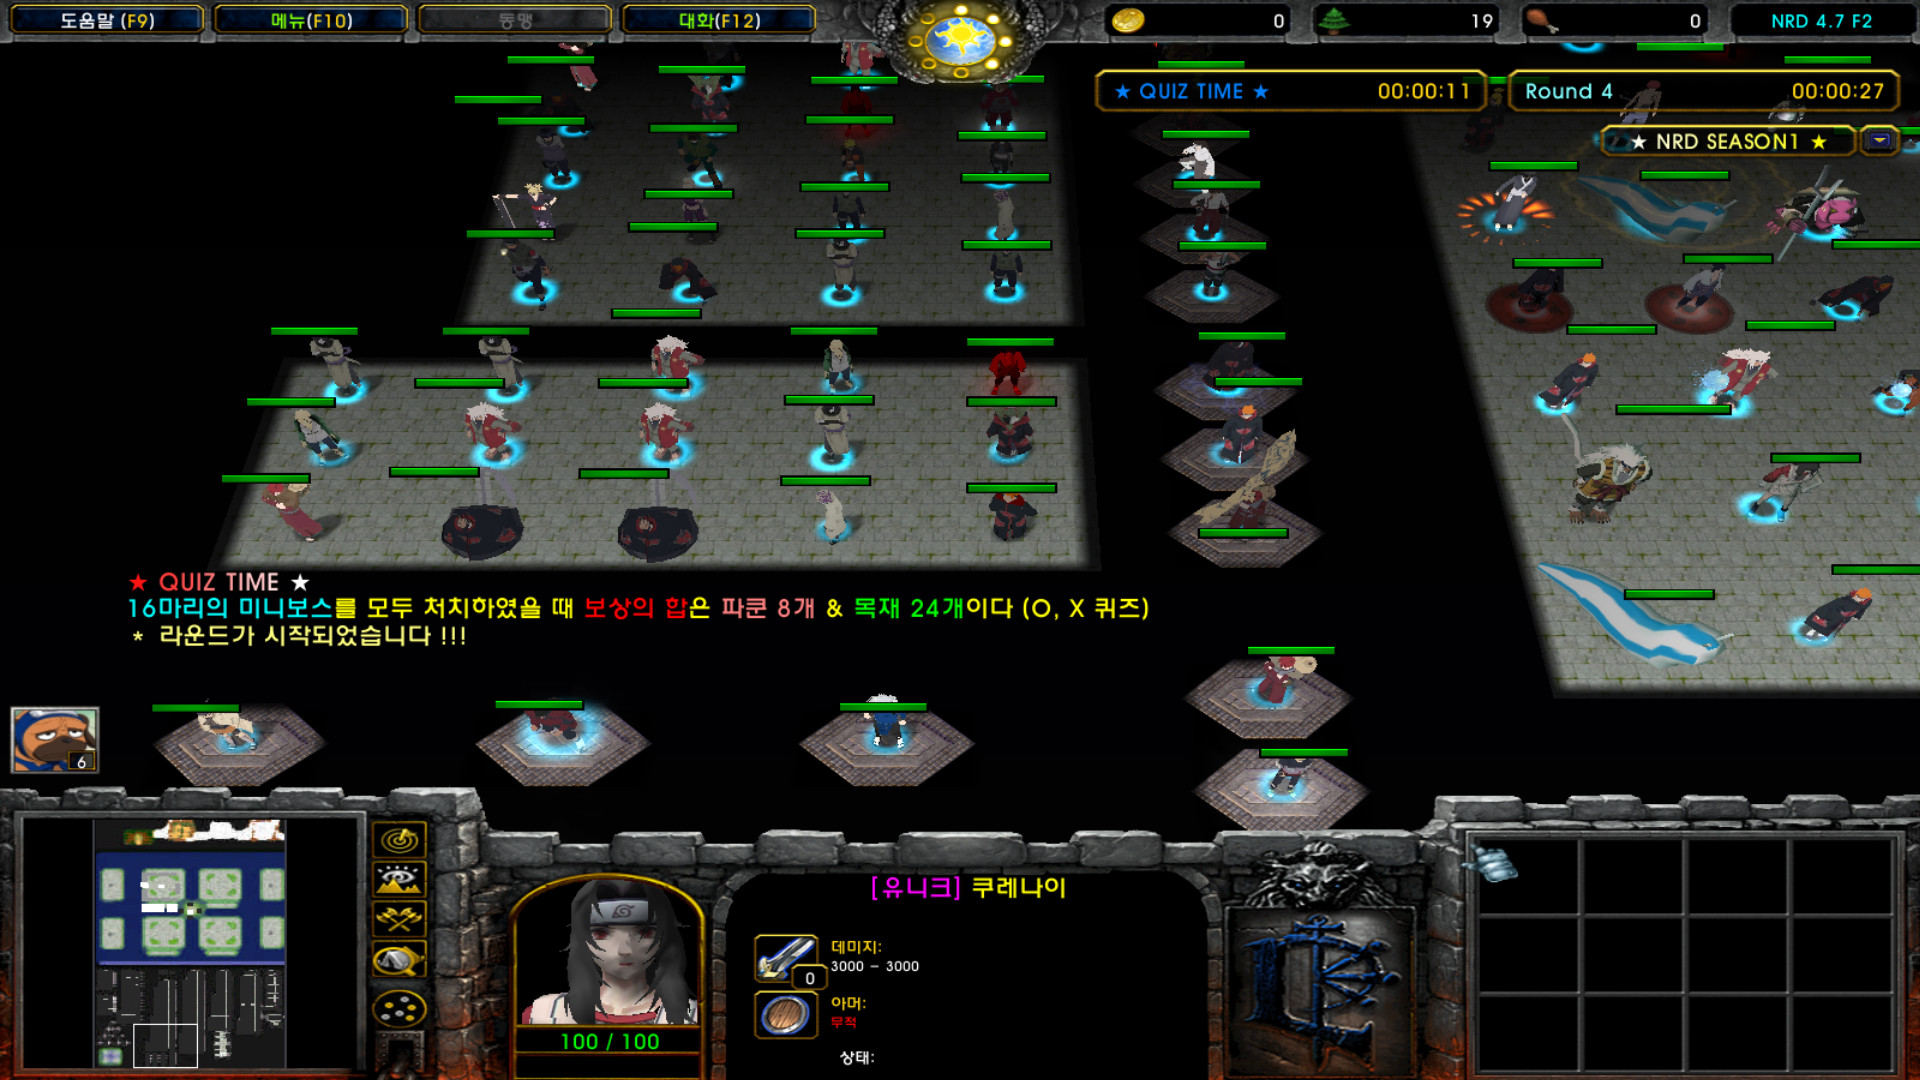 도움말 (F9)
메뉴(F10)
동맹
대화(F12)
0
19
0
NRD 4.7 F2
★ QUIZ TIME ★ 00:00:11
Round 4 00:00:27
★ NRD SEASON1 ★
★ QUIZ TIME ★
16마리의 미니보스를 모두 처치하였을 때 보상의 합은 파쿤 8개 & 목재 24개이다 (O, X 퀴즈)
* 라운드가 시작되었습니다 !!!
6
[유니크] 쿠레나이
데미지:
3000 - 3000
0
아머:
무적
상태:
100 / 100